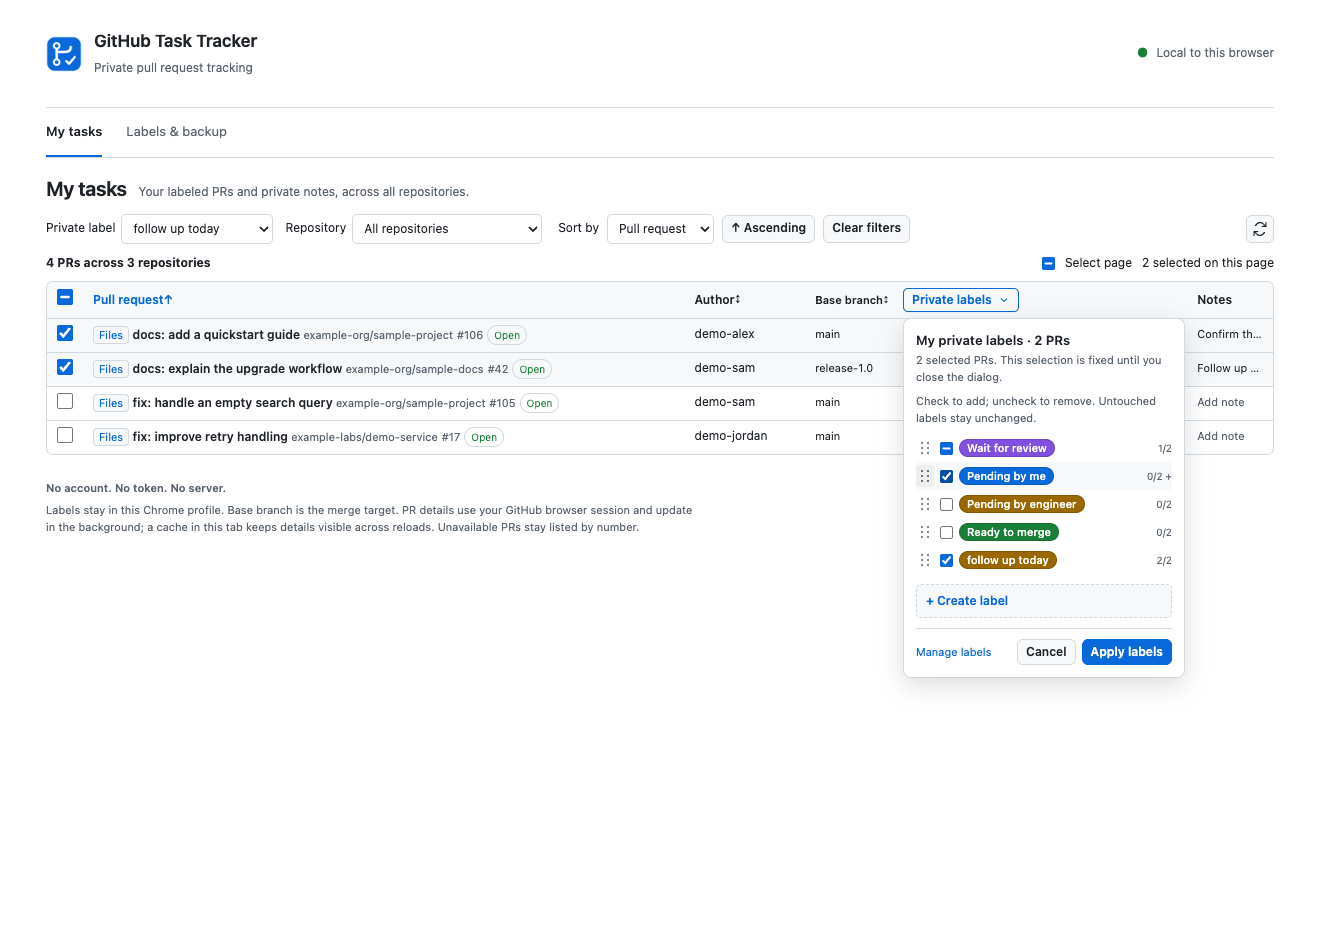 GitHub Task Tracker
Private pull request tracking
Local to this browser
My tasks
Labels & backup
My tasks Your labeled PRs and private notes, across all repositories.
Private label follow up today Repository All repositories Sort by Pull request ↑ Ascending Clear filters
4 PRs across 3 repositories
Select page 2 selected on this page
Pull request↑ Author↕ Base branch↕ Private labels Notes
Files docs: add a quickstart guide example-org/sample-project #106 Open demo-alex main Confirm th...
Files docs: explain the upgrade workflow example-org/sample-docs #42 Open demo-sam release-1.0 Follow up ...
Files fix: handle an empty search query example-org/sample-project #105 Open demo-sam main Add note
Files fix: improve retry handling example-labs/demo-service #17 Open demo-jordan main Add note
My private labels · 2 PRs
2 selected PRs. This selection is fixed until you
close the dialog.
Check to add; uncheck to remove. Untouched
labels stay unchanged.
Wait for review 1/2
Pending by me 0/2 +
Pending by engineer 0/2
Ready to merge 0/2
follow up today 2/2
+ Create label
Manage labels Cancel Apply labels
No account. No token. No server.
Labels stay in this Chrome profile. Base branch is the merge target. PR details use your GitHub browser session and update
in the background; a cache in this tab keeps details visible across reloads. Unavailable PRs stay listed by number.